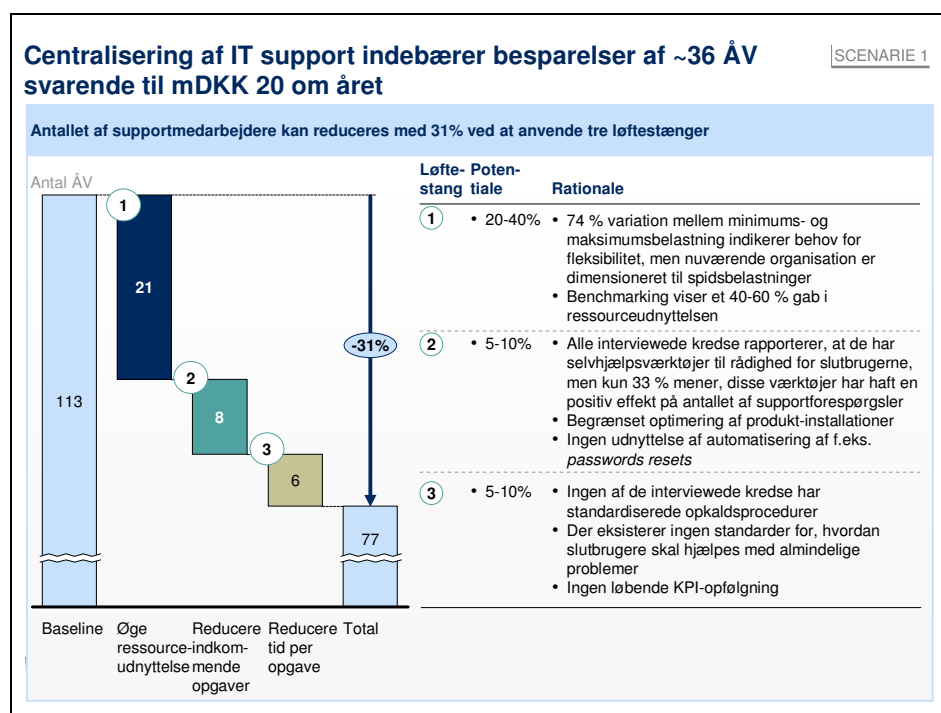 Centralisering af IT support indebærer besparelser af ~36 ÅV
svarende til mDKK 20 om året
SCENARIE 1
Antallet af supportmedarbejdere kan reduceres med 31% ved at anvende tre løftestænger
Antal ÅV
1
21
2
8
3
6
-31%
113
77
Baseline
Øge
ressource-
udnyttelse
Reducere
indkom-
mende
opgaver
Reducere
tid per
opgave
Total
Løfte-
stang
Poten-
tiale
Rationale
1
• 20-40%
• 74 % variation mellem minimums- og
maksimumsbelastning indikerer behov for
fleksibilitet, men nuværende organisation er
dimensioneret til spidsbelastninger
• Benchmarking viser et 40-60 % gab i
ressourceudnyttelsen
2
• 5-10%
• Alle interviewede kredse rapporterer, at de har
selvhjælpsværktøjer til rådighed for slutbrugerne,
men kun 33 % mener, disse værktøjer har haft en
positiv effekt på antallet af supportforespørgsler
• Begrænset optimering af produkt-installationer
• Ingen udnyttelse af automatisering af f.eks.
passwords resets
3
• 5-10%
• Ingen af de interviewede kredse har
standardiserede opkaldsprocedurer
• Der eksisterer ingen standarder for, hvordan
slutbrugere skal hjælpes med almindelige
problemer
• Ingen løbende KPI-opfølgning